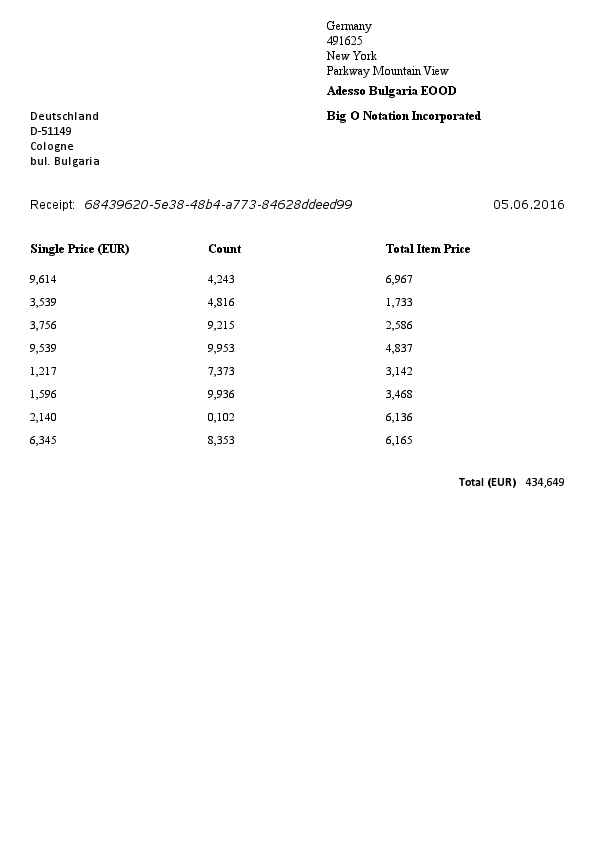 Germany
491625
New York
Parkway Mountain View
Adesso Bulgaria EOOD
Big O Notation Incorporated
Deutschland
D-51149
Cologne
bul. Bulgaria
Receipt: 68439620-5e38-48b4-a773-84628ddeed99 05.06.2016
Single Price (EUR) Count Total Item Price
9,614 4,243 6,967
3,539 4,816 1,733
3,756 9,215 2,586
9,539 9,953 4,837
1,217 7,373 3,142
1,596 9,936 3,468
2,140 0,102 6,136
6,345 8,353 6,165
Total (EUR) 434,649